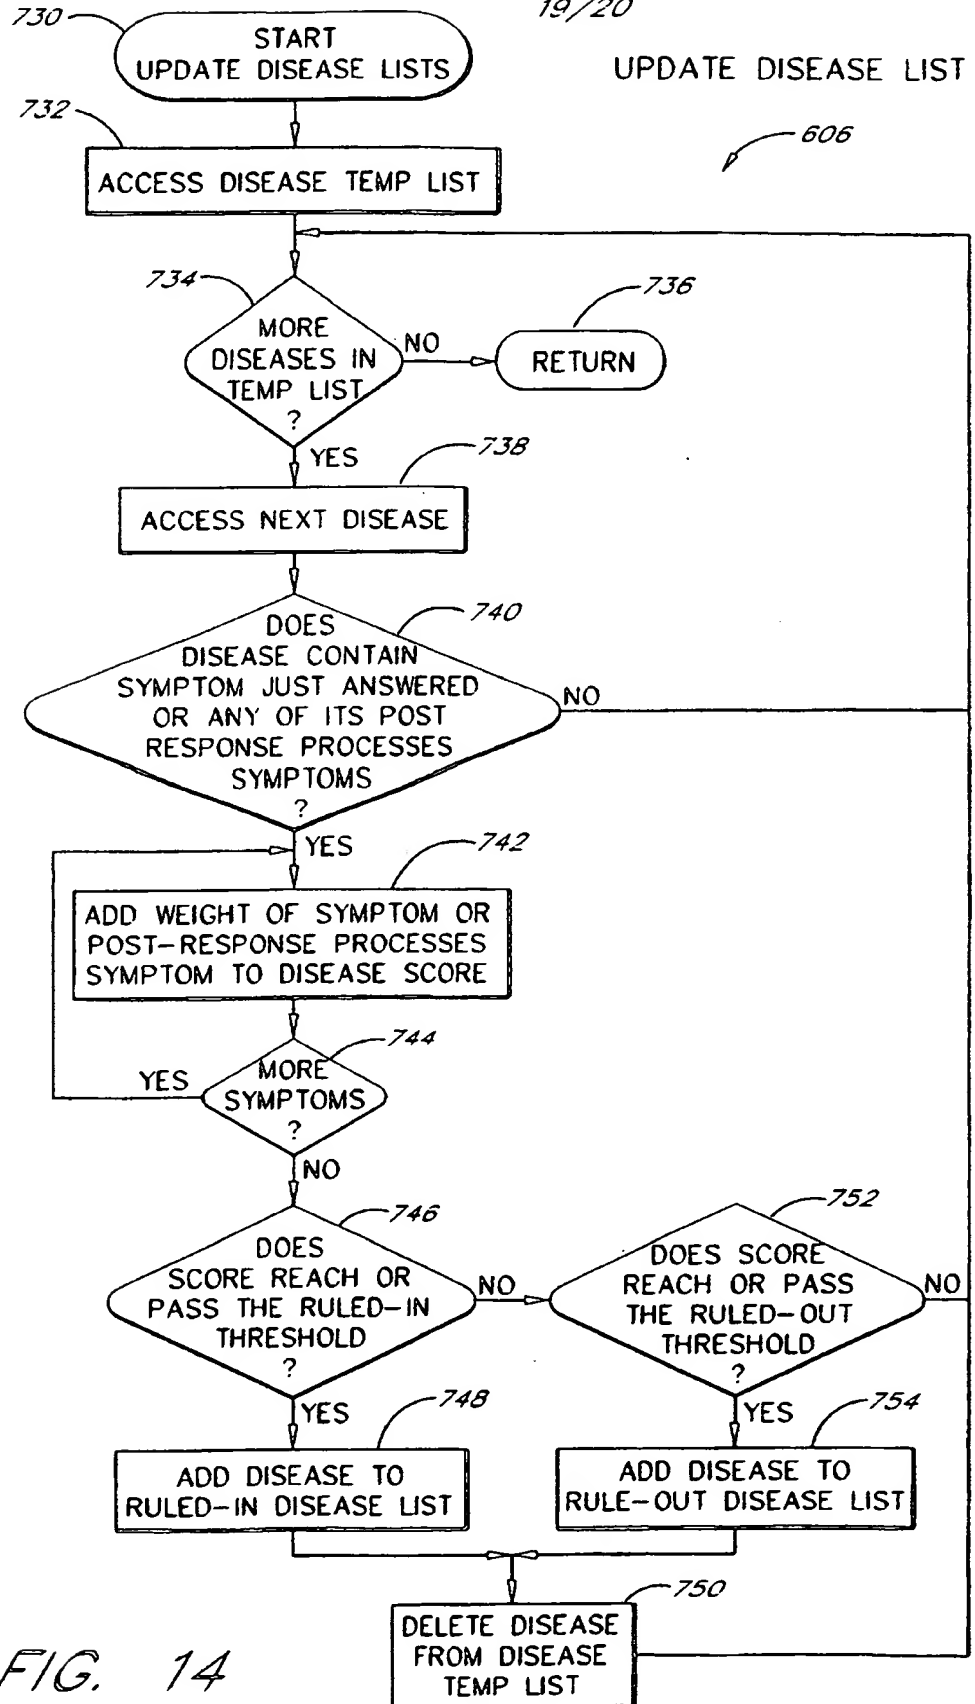 19/20
730
START
UPDATE DISEASE LISTS
UPDATE DISEASE LIST
732
606
ACCESS DISEASE TEMP LIST
734
MORE
DISEASES IN
TEMP LIST
?
NO
736
RETURN
YES
738
ACCESS NEXT DISEASE
740
DOES
DISEASE CONTAIN
SYMPTOM JUST ANSWERED
OR ANY OF ITS POST
RESPONSE PROCESSES
SYMPTOMS
?
NO
YES
742
ADD WEIGHT OF SYMPTOM OR
POST-RESPONSE PROCESSES
SYMPTOM TO DISEASE SCORE
744
MORE
SYMPTOMS
?
YES
NO
746
DOES
SCORE REACH OR
PASS THE RULED-IN
THRESHOLD
?
NO
752
DOES SCORE
REACH OR PASS
THE RULED-OUT
THRESHOLD
?
NO
YES
748
ADD DISEASE TO
RULED-IN DISEASE LIST
YES
754
ADD DISEASE TO
RULE-OUT DISEASE LIST
750
DELETE DISEASE
FROM DISEASE
TEMP LIST
FIG. 14